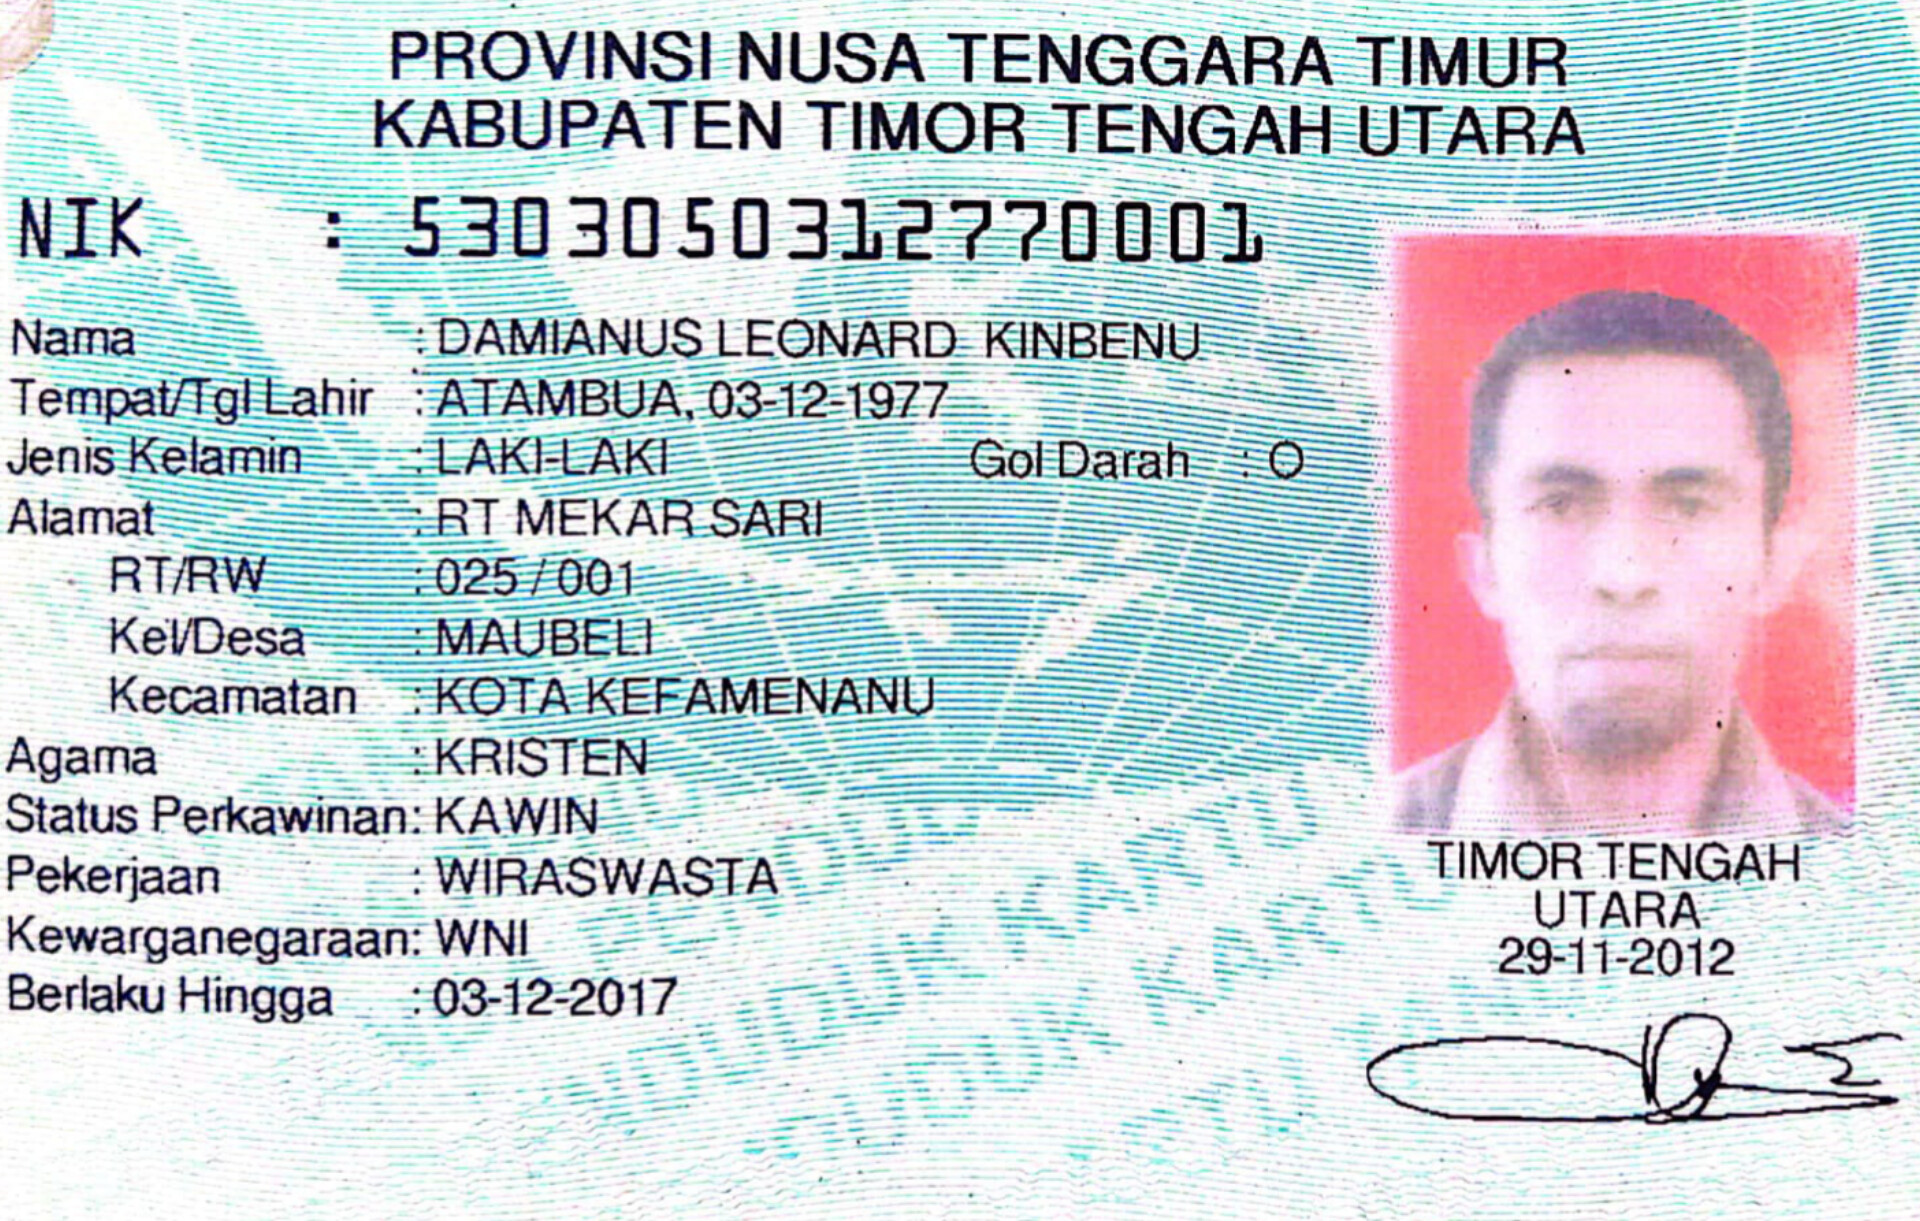 PROVINSI NUSA TENGGARA TIMUR
KABUPATEN TIMOR TENGAH UTARA
NIK : 5303050312770001
Nama : DAMIANUS LEONARD KINBENU
Tempat/Tgl Lahir : ATAMBUA, 03-12-1977
Jenis Kelamin : LAKI-LAKI Gol Darah : O
Alamat : RT MEKAR SARI
RT/RW : 025 / 001
Kel/Desa : MAUBELI
Kecamatan : KOTA KEFAMENANU
Agama : KRISTEN
Status Perkawinan: KAWIN
Pekerjaan : WIRASWASTA
Kewarganegaraan: WNI
Berlaku Hingga : 03-12-2017
TIMOR TENGAH
UTARA
29-11-2012